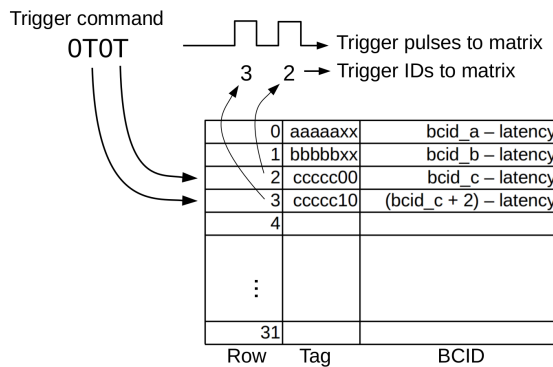 Trigger command
0T0T
Trigger pulses to matrix
3 2 Trigger IDs to matrix
0 aaaaaxx bcid_a – latency
1 bbbbbxx bcid_b – latency
2 ccccc00 bcid_c – latency
3 ccccc10 (bcid_c + 2) – latency
4
⋮
31
Row Tag BCID